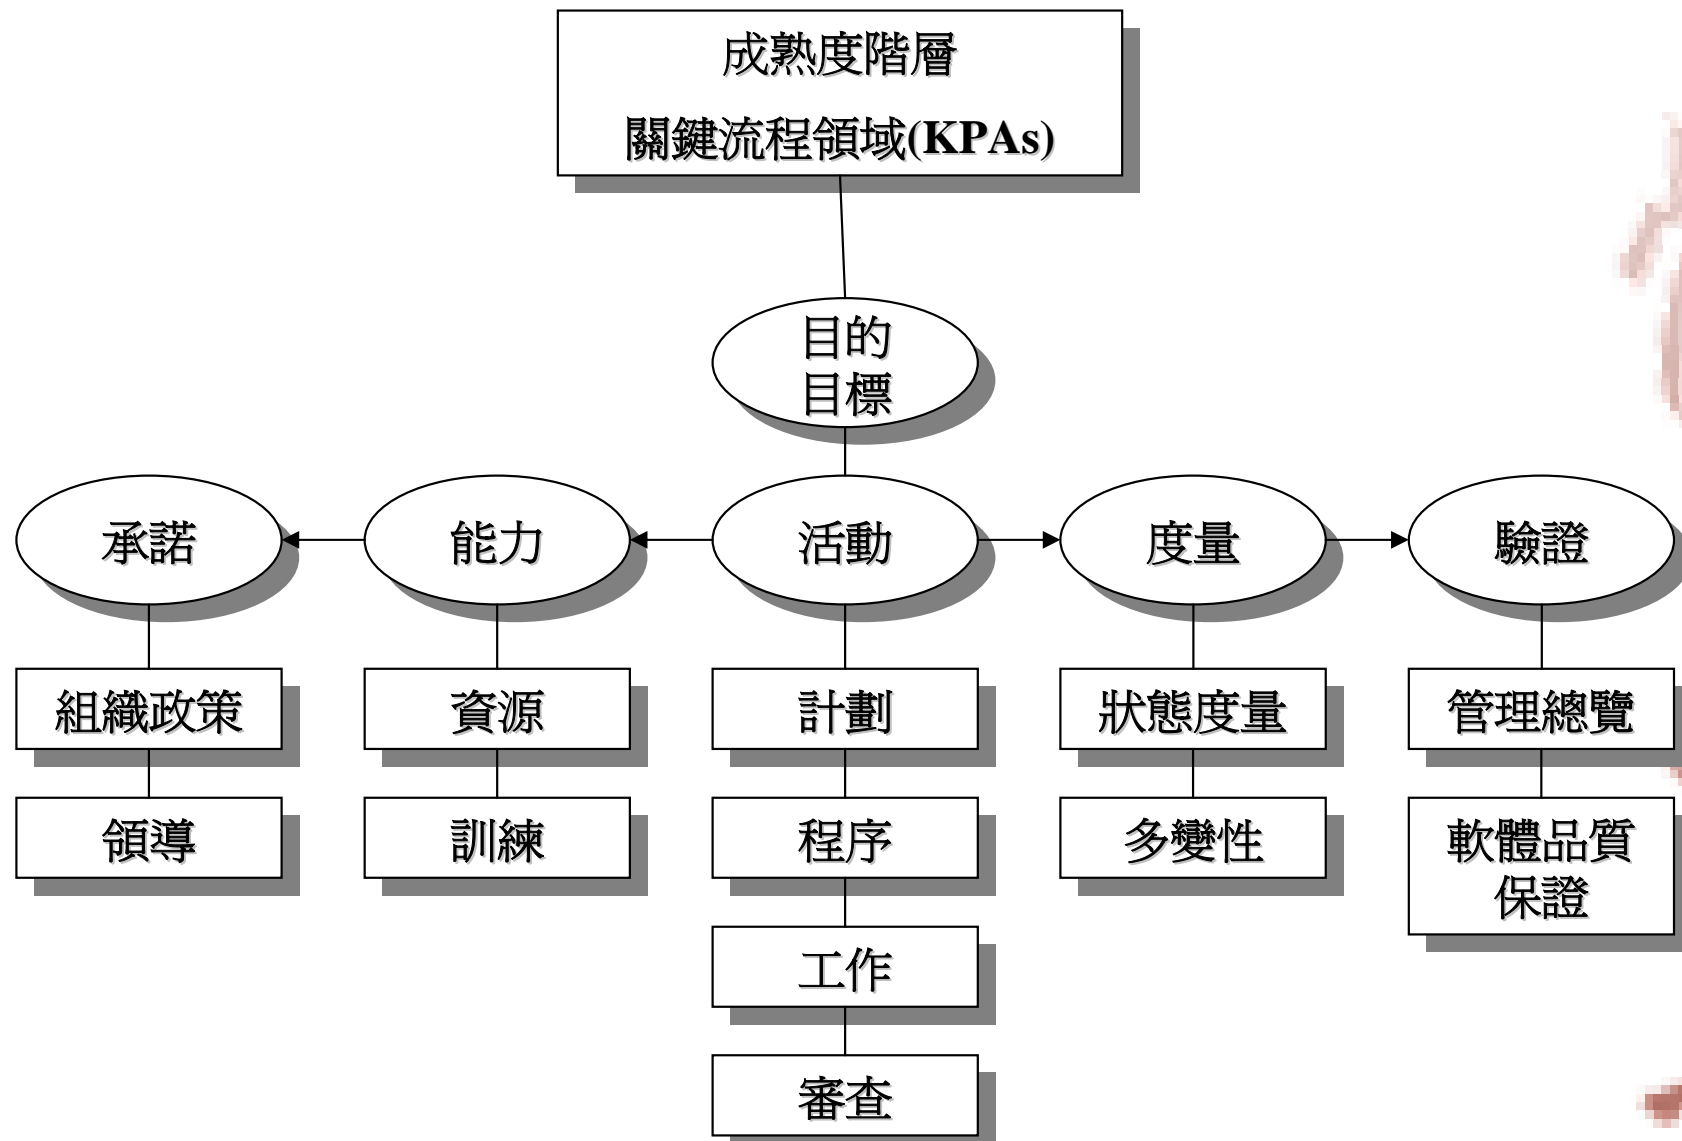 成熟度階層
關鍵流程領域(KPAs)
目的
目標
承諾
能力
活動
度量
驗證
組織政策
資源
計劃
狀態度量
管理總覽
領導
訓練
程序
多變性
軟體品質
保證
工作
審查